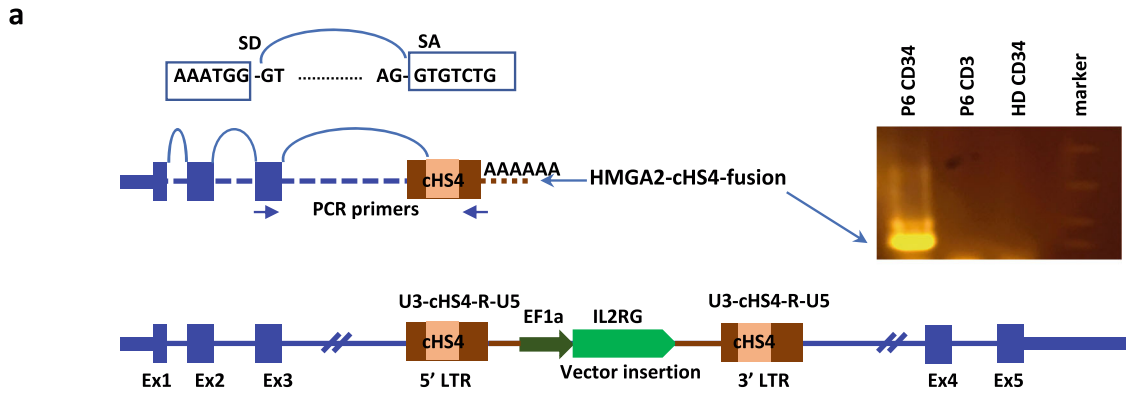 a
SD
SA
AAATGG
-GT
..............
AG-
GTGTCTG
P6 CD34
P6 CD3
HD CD34
marker
cHS4
AAAAAA
HMGA2-cHS4-fusion
PCR primers
U3-cHS4-R-U5
EF1a
IL2RG
U3-cHS4-R-U5
cHS4
cHS4
Ex1
Ex2
Ex3
5’ LTR
Vector insertion
3’ LTR
Ex4
Ex5